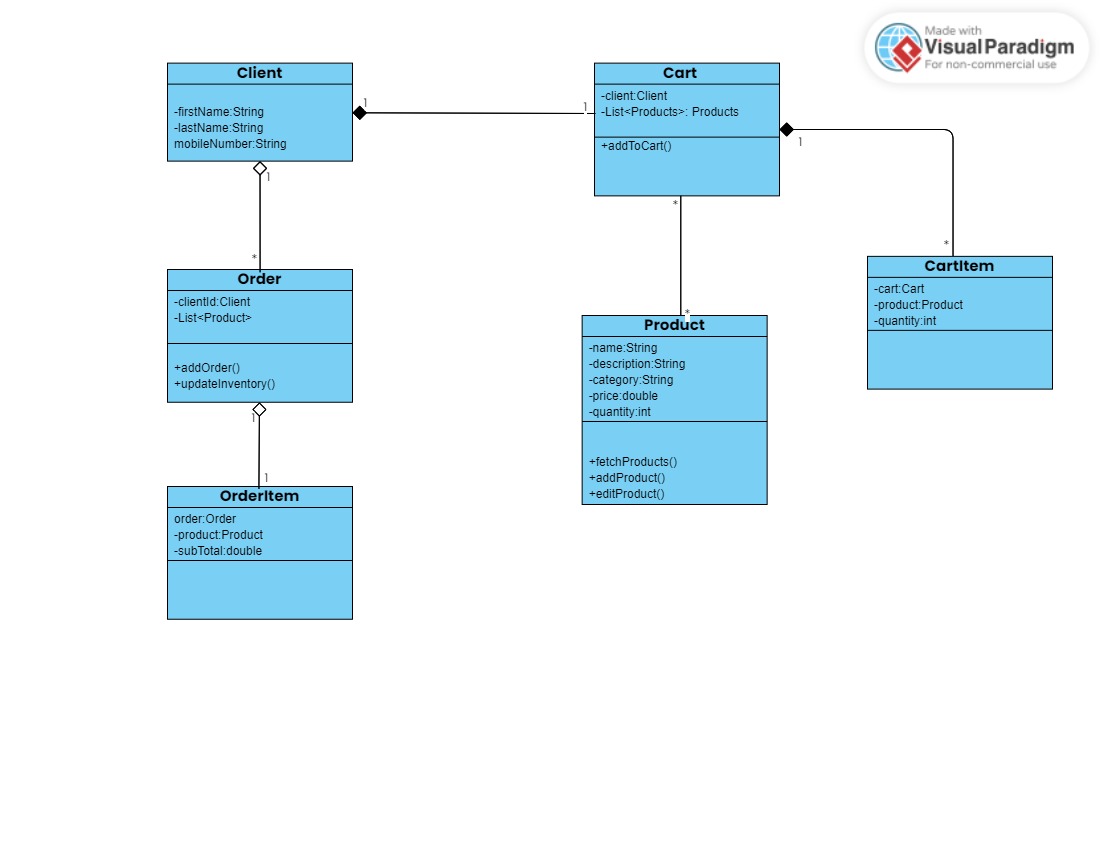 Made with
Visual Paradigm
For non-commercial use
Client
-firstName:String
-lastName:String
mobileNumber:String
1
1
Cart
-client:Client
-List<Products>: Products
+addToCart()
1
*
CartItem
-cart:Cart
-product:Product
-quantity:int
*
*
Product
-name:String
-description:String
-category:String
-price:double
-quantity:int
+fetchProducts()
+addProduct()
+editProduct()
1
*
Order
-clientId:Client
-List<Product>
+addOrder()
+updateInventory()
1
1
OrderItem
order:Order
-product:Product
-subTotal:double